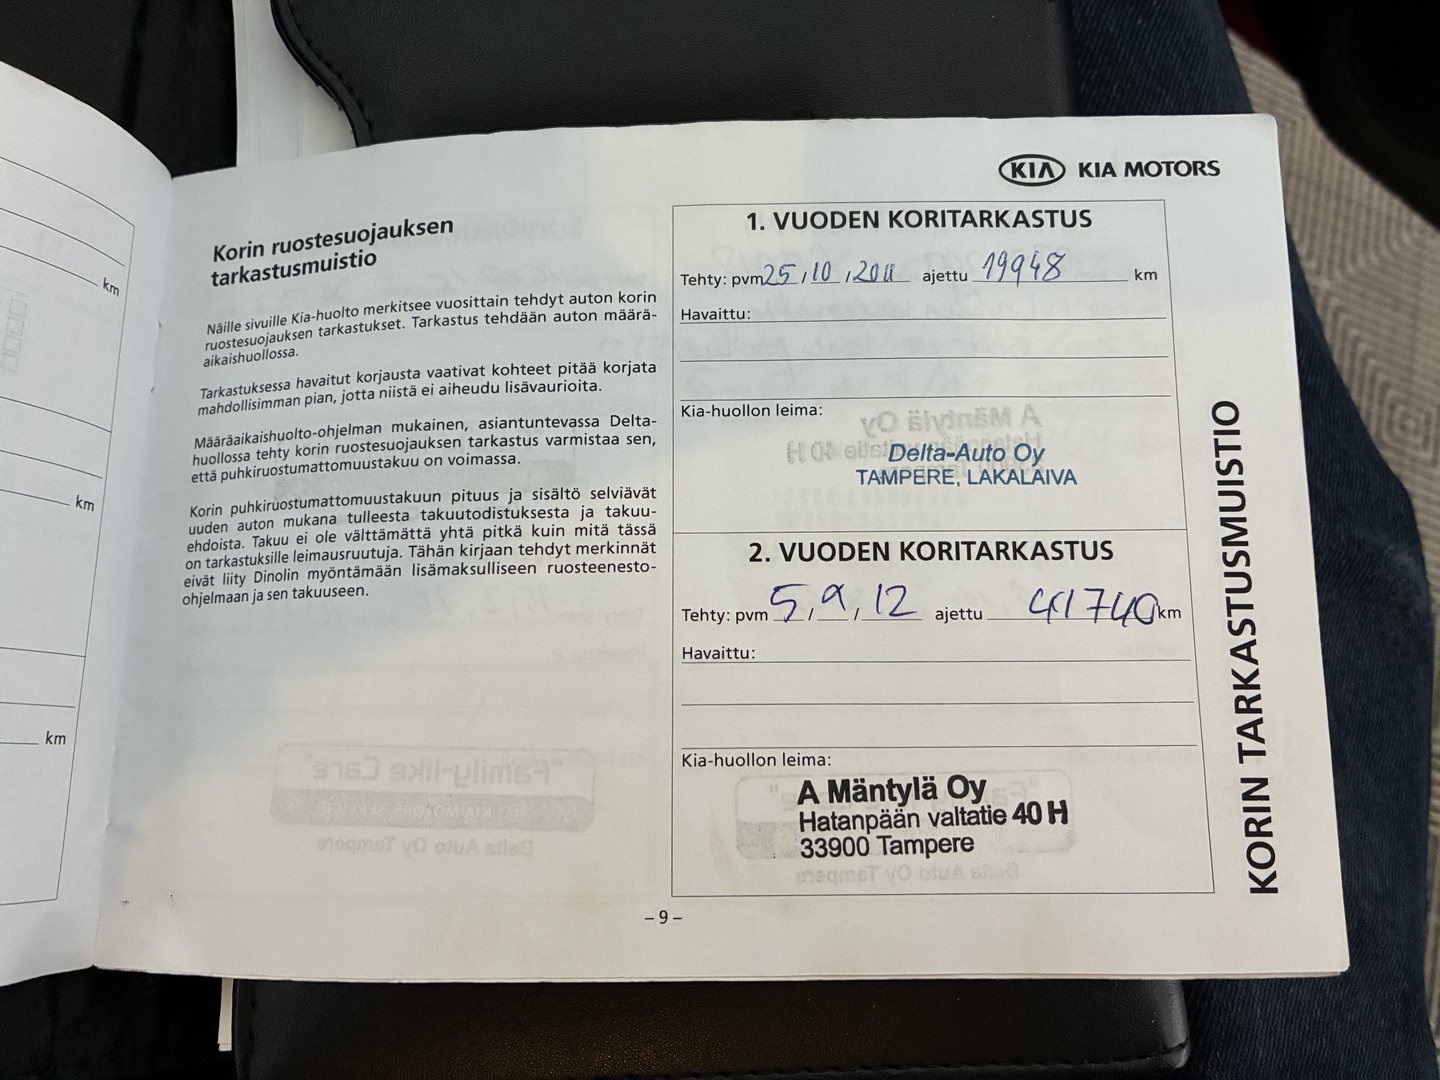 km
km
km
Korin ruostesuojauksen
tarkastusmuistio
Näille sivuille Kia-huolto merkitsee vuosittain tehdyt auton korin
ruostesuojauksen tarkastukset. Tarkastus tehdään auton määrä-
aikaishuollossa.
Tarkastuksessa havaitut korjausta vaativat kohteet pitää korjata
mahdollisimman pian, jotta niistä ei aiheudu lisävaurioita.
Määräaikaishuolto-ohjelman mukainen, asiantuntevassa Delta-
huollossa tehty korin ruostesuojauksen tarkastus varmistaa sen,
että puhkiruostumattomuustakuu on voimassa.
Korin puhkiruostumattomuustakuun pituus ja sisältö selviävät
uuden auton mukana tulleesta takuutodistuksesta ja takuu-
ehdoista. Takuu ei ole välttämättä yhtä pitkä kuin mitä tässä
on tarkastuksille leimausruutuja. Tähän kirjaan tehdyt merkinnät
eivät liity Dinolin myöntämään lisämaksulliseen ruosteenesto-
ohjelmaan ja sen takuuseen.
KIA KIA MOTORS
1. VUODEN KORITARKASTUS
Tehty: pvm 25 / 10 / 2011 ajettu 19948 km
Havaittu:
Kia-huollon leima:
Delta-Auto Oy
TAMPERE, LAKALAIVA
2. VUODEN KORITARKASTUS
Tehty: pvm 5 / 9 / 12 ajettu 41740 km
Havaittu:
Kia-huollon leima:
A Mäntylä Oy
Hatanpään valtatie 40 H
33900 Tampere
– 9 –
KORIN TARKASTUSMUISTIO